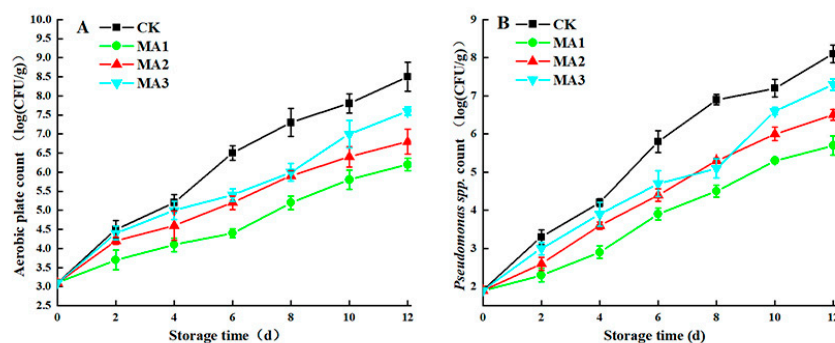 A
CK
MA1
MA2
MA3
Aerobic plate count（log(CFU/g)）
10.0
9.5
9.0
8.5
8.0
7.5
7.0
6.5
6.0
5.5
5.0
4.5
4.0
3.5
3.0
2.5
0 2 4 6 8 10 12
Storage time（d）
B
CK
MA1
MA2
MA3
Pseudomonas spp. count（log(CFU/g)）
9
8
7
6
5
4
3
2
0 2 4 6 8 10 12
Storage time (d)